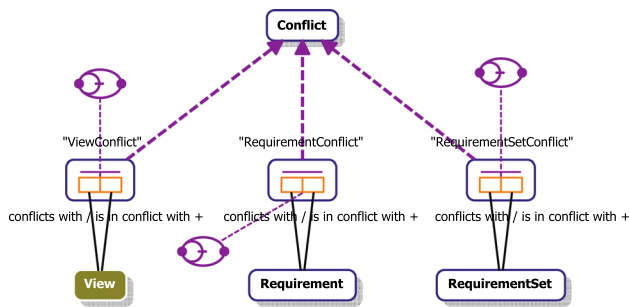 Conflict
"ViewConflict" "RequirementConflict" "RequirementSetConflict"
conflicts with / is in conflict with + conflicts with / is in conflict with + conflicts with / is in conflict with +
View Requirement RequirementSet